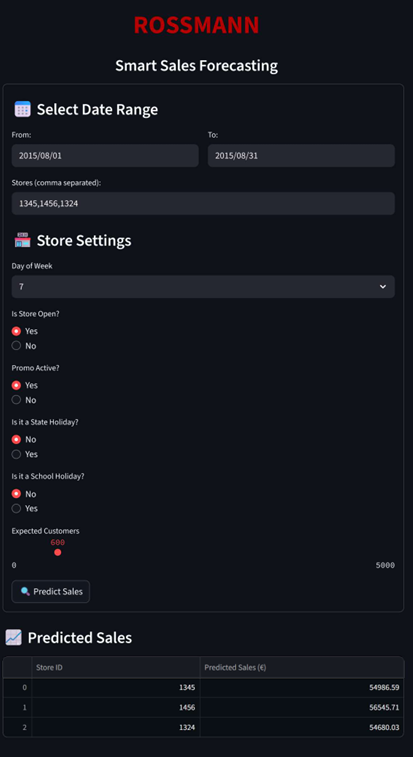 ROSSMANN
Smart Sales Forecasting
Select Date Range
From: To:
2015/08/01 2015/08/31
Stores (comma separated):
1345,1456,1324
Store Settings
Day of Week
7
Is Store Open?
Yes
No
Promo Active?
Yes
No
Is it a State Holiday?
No
Yes
Is it a School Holiday?
No
Yes
Expected Customers
600
0 5000
Predict Sales
Predicted Sales
Store ID Predicted Sales (€)
0 1345 54986.59
1 1456 56545.71
2 1324 54680.03